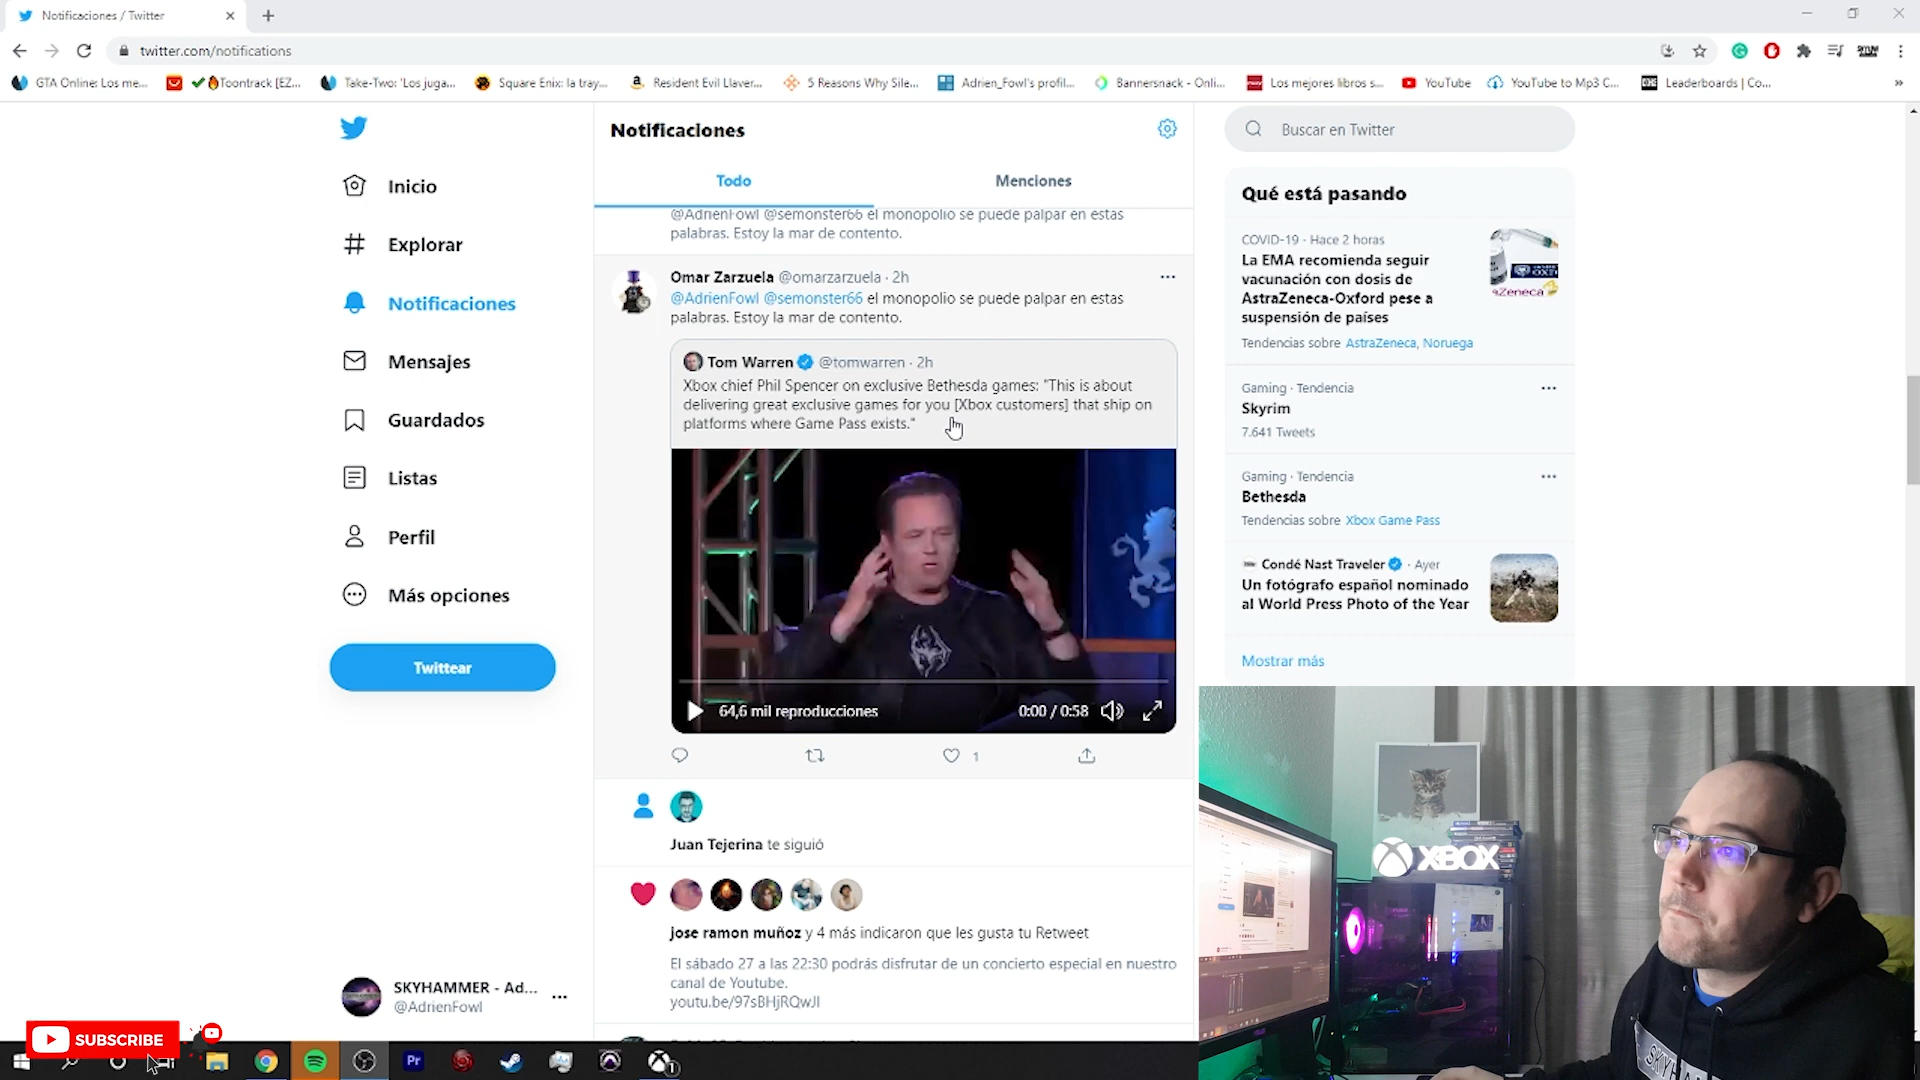 Notificaciones / Twitter
twitter.com/notifications
GTA Online: Los me...
Toontrack [EZ...
Take-Two: 'Los juga...
Square Enix: la tray...
Resident Evil Llaver...
5 Reasons Why Sile...
Adrien_Fowl's profil...
Bannersnack - Onli...
Los mejores libros s...
YouTube
YouTube to Mp3 C...
Leaderboards | Co...
Inicio
Explorar
Notificaciones
Mensajes
Guardados
Listas
Perfil
Más opciones
Twittear
SKYHAMMER - Ad...
@AdrienFowl
Notificaciones
Todo
Menciones
@AdrienFowl @semonster66 el monopolio se puede palpar en estas
palabras. Estoy la mar de contento.
Omar Zarzuela @omarzarzuela · 2h
@AdrienFowl @semonster66 el monopolio se puede palpar en estas
palabras. Estoy la mar de contento.
Tom Warren @tomwarren · 2h
Xbox chief Phil Spencer on exclusive Bethesda games: "This is about
delivering great exclusive games for you [Xbox customers] that ship on
platforms where Game Pass exists."
64,6 mil reproducciones
0:00 / 0:58
1
Juan Tejerina te siguió
jose ramon muñoz y 4 más indicaron que les gusta tu Retweet
El sábado 27 a las 22:30 podrás disfrutar de un concierto especial en nuestro
canal de Youtube.
youtu.be/97sBHjRQwJI
Buscar en Twitter
Qué está pasando
COVID-19 · Hace 2 horas
La EMA recomienda seguir
vacunación con dosis de
AstraZeneca-Oxford pese a
suspensión de países
Tendencias sobre AstraZeneca, Noruega
Gaming · Tendencia
Skyrim
7.641 Tweets
Gaming · Tendencia
Bethesda
Tendencias sobre Xbox Game Pass
Condé Nast Traveler · Ayer
Un fotógrafo español nominado
al World Press Photo of the Year
Mostrar más
XBOX
SUBSCRIBE
Pr
1